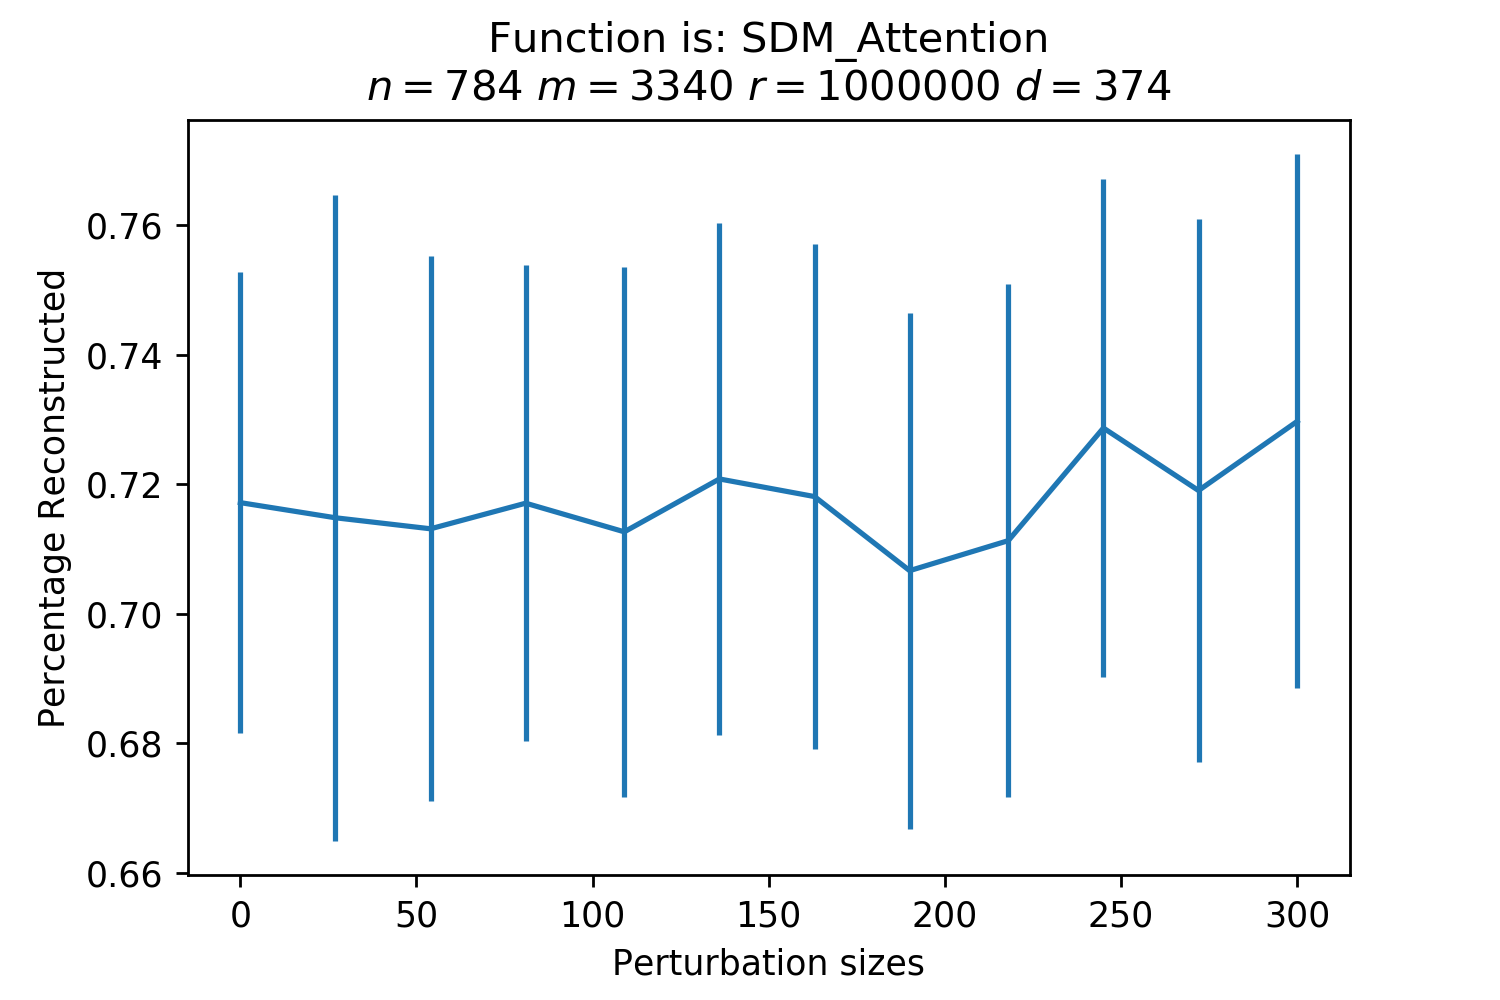 Function is: SDM_Attention
n = 784 m = 3340 r = 1000000 d = 374
Percentage Reconstructed
0.76
0.74
0.72
0.70
0.68
0.66
0 50 100 150 200 250 300
Perturbation sizes